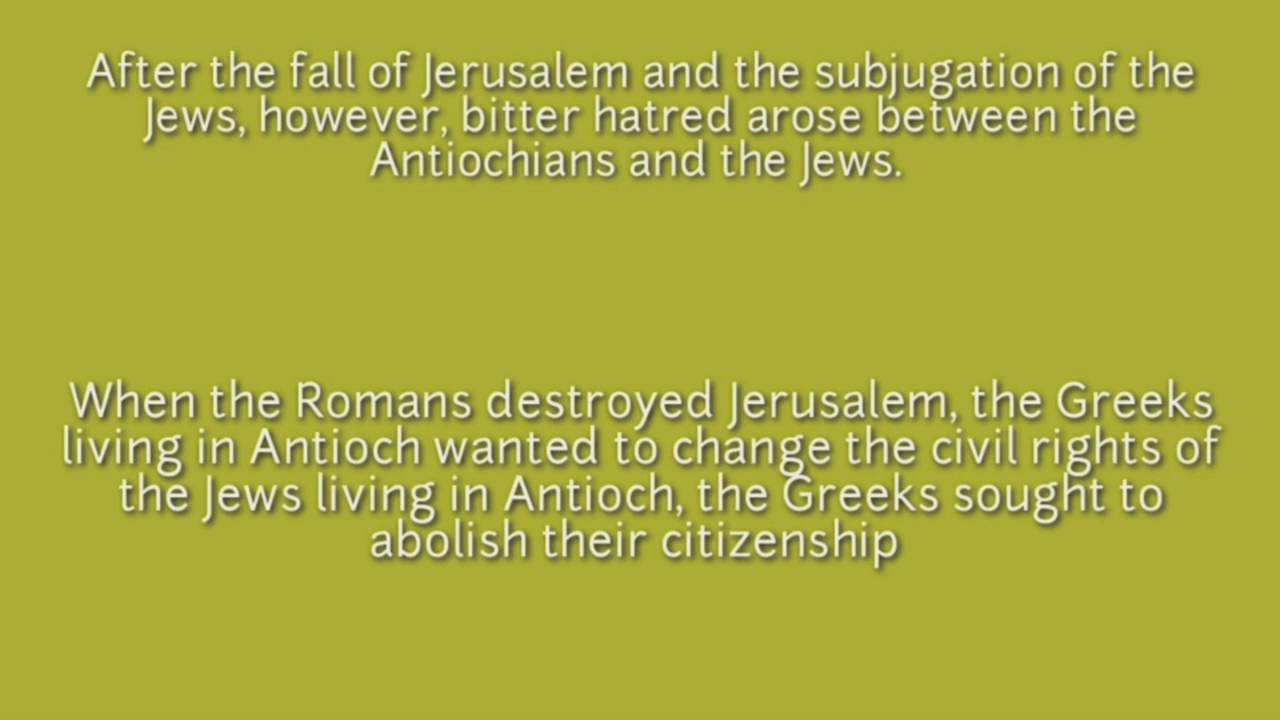 After the fall of Jerusalem and the subjugation of the
Jews, however, bitter hatred arose between the
Antiochians and the Jews.
When the Romans destroyed Jerusalem, the Greeks
living in Antioch wanted to change the civil rights of
the Jews living in Antioch, the Greeks sought to
abolish their citizenship